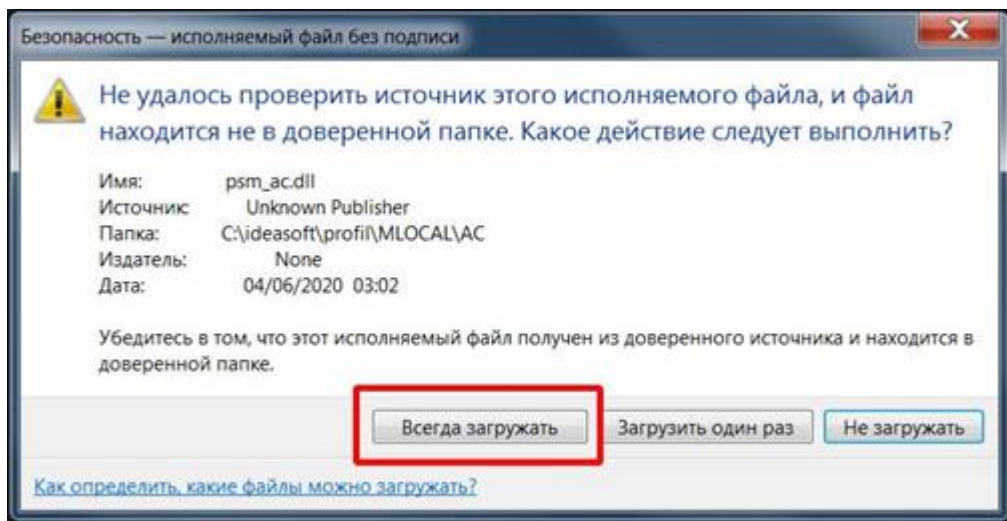 Безопасность — исполняемый файл без подписи
Не удалось проверить источник этого исполняемого файла, и файл
находится не в доверенной папке. Какое действие следует выполнить?
Имя: psm_ac.dll
Источник: Unknown Publisher
Папка: C:\ideasoft\profil\MLOCAL\AC
Издатель: None
Дата: 04/06/2020 03:02
Убедитесь в том, что этот исполняемый файл получен из доверенного источника и находится в
доверенной папке.
Всегда загружать Загрузить один раз Не загружать
Как определить, какие файлы можно загружать?